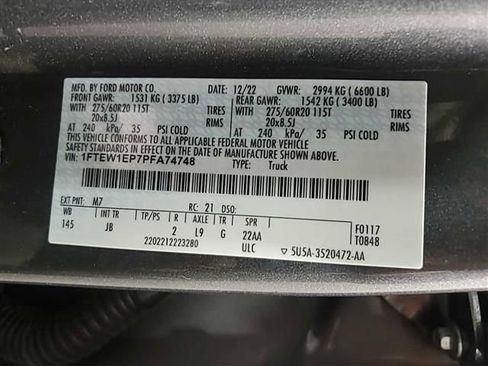 MFD. BY FORD MOTOR CO.    DATE: 12/22    GVWR: 2994 KG (6600 LB)
FRONT GAWR: 1531 KG (3375 LB)    REAR GAWR: 1542 KG (3400 LB)
WITH 275/60R20 115T TIRES    WITH 275/60R20 115T TIRES
20x8.5J RIMS    20x8.5J RIMS
AT 240 kPa/ 35 PSI COLD    AT 240 kPa/ 35 PSI COLD
THIS VEHICLE CONFORMS TO ALL APPLICABLE FEDERAL MOTOR VEHICLE
SAFETY STANDARDS IN EFFECT ON THE DATE OF MANUFACTURE SHOWN ABOVE.
VIN: 1FTEW1EP7PFA74748    TYPE: Truck
EXT PNT: M7    RC: 21 DSO:    F0117
WB INT TR TP/PS R AXLE TR SPR    T0848
145 JB 2 L9 G 22AA
2202212223280    ULC    ▽ 5U5A-3520472-AA